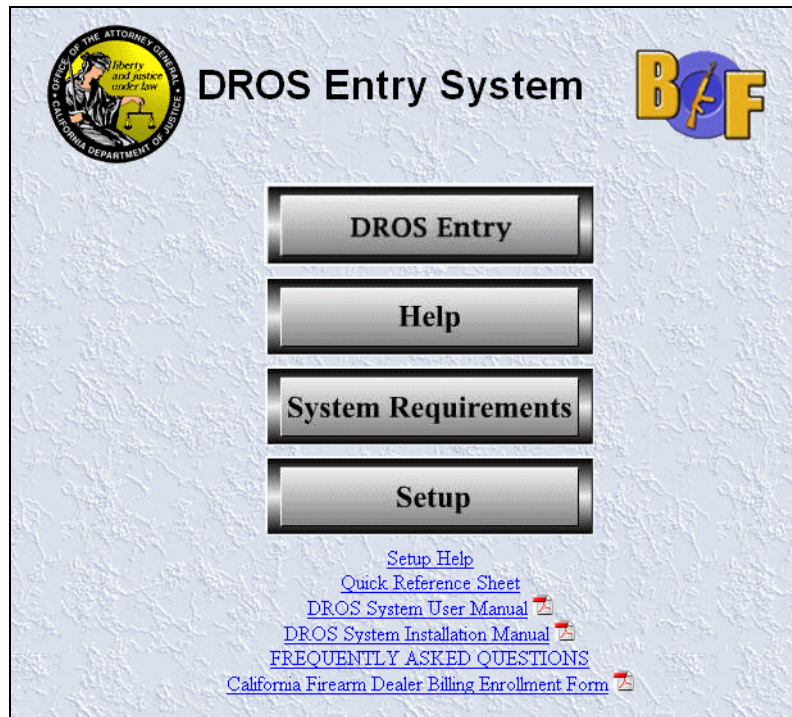 OFFICE OF THE ATTORNEY GENERAL
CALIFORNIA DEPARTMENT OF JUSTICE
liberty
and justice
under law
DROS Entry System
BF
DROS Entry
Help
System Requirements
Setup
Setup Help
Quick Reference Sheet
DROS System User Manual
DROS System Installation Manual
FREQUENTLY ASKED QUESTIONS
California Firearm Dealer Billing Enrollment Form